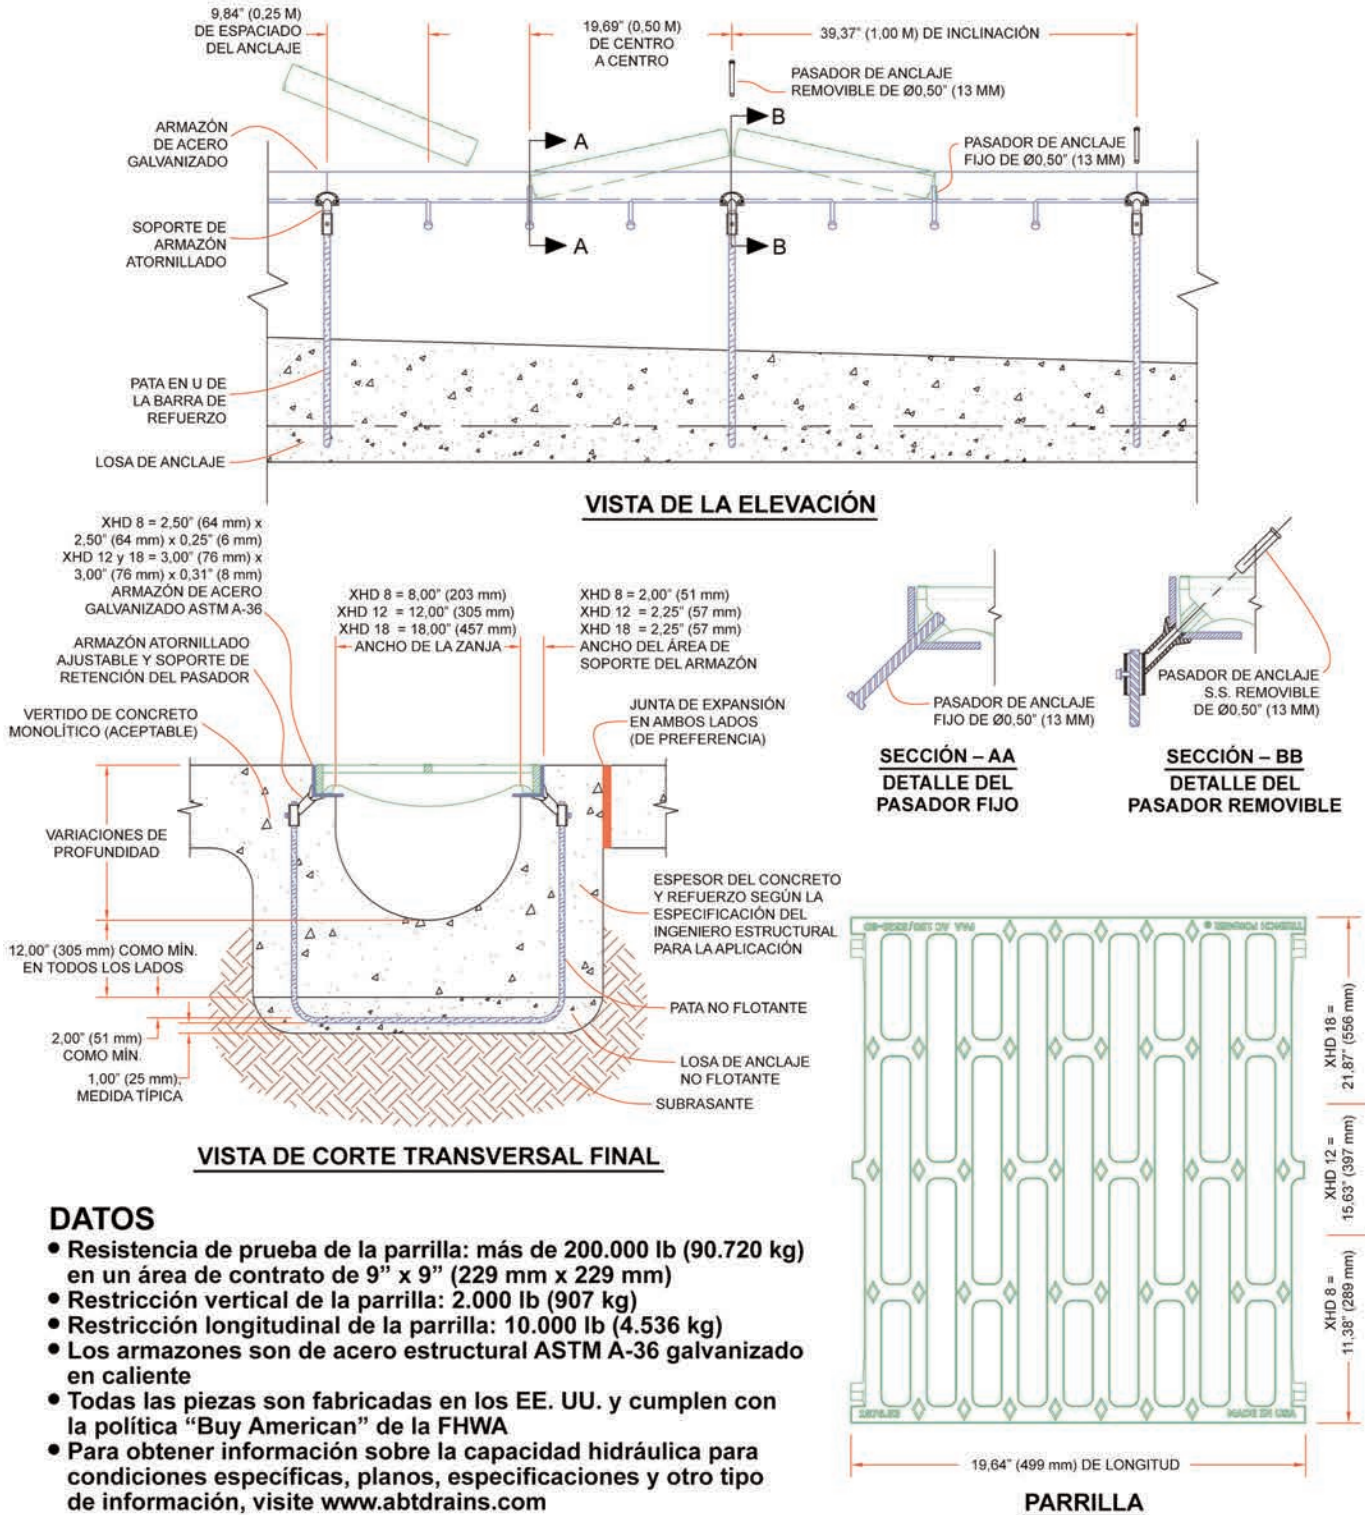 9,84” (0,25 M)
DE ESPACIADO
DEL ANCLAJE
19,69” (0,50 M)
DE CENTRO
A CENTRO
39,37” (1,00 M) DE INCLINACIÓN
PASADOR DE ANCLAJE
REMOVIBLE DE Ø0,50” (13 MM)
ARMAZÓN
DE ACERO
GALVANIZADO
A
B
PASADOR DE ANCLAJE
FIJO DE Ø0,50” (13 MM)
SOPORTE DE
ARMAZÓN
ATORNILLADO
A
B
PATA EN U DE
LA BARRA DE
REFUERZO
LOSA DE ANCLAJE
VISTA DE LA ELEVACIÓN
XHD 8 = 2,50” (64 mm) x
2,50” (64 mm) x 0,25” (6 mm)
XHD 12 y 18 = 3,00” (76 mm) x
3,00” (76 mm) x 0,31” (8 mm)
ARMAZÓN DE ACERO
GALVANIZADO ASTM A-36
XHD 8 = 8,00” (203 mm)
XHD 12 = 12,00” (305 mm)
XHD 18 = 18,00” (457 mm)
ANCHO DE LA ZANJA
XHD 8 = 2,00” (51 mm)
XHD 12 = 2,25” (57 mm)
XHD 18 = 2,25” (57 mm)
ANCHO DEL ÁREA DE
SOPORTE DEL ARMAZÓN
ARMAZÓN ATORNILLADO
AJUSTABLE Y SOPORTE DE
RETENCIÓN DEL PASADOR
VERTIDO DE CONCRETO
MONOLÍTICO (ACEPTABLE)
JUNTA DE EXPANSIÓN
EN AMBOS LADOS
(DE PREFERENCIA)
VARIACIONES DE
PROFUNDIDAD
ESPESOR DEL CONCRETO
Y REFUERZO SEGÚN LA
ESPECIFICACIÓN DEL
INGENIERO ESTRUCTURAL
PARA LA APLICACIÓN
12,00” (305 mm) COMO MÍN.
EN TODOS LOS LADOS
PATA NO FLOTANTE
2,00” (51 mm)
COMO MÍN.
LOSA DE ANCLAJE
NO FLOTANTE
1,00” (25 mm),
MEDIDA TÍPICA
SUBRASANTE
VISTA DE CORTE TRANSVERSAL FINAL
PASADOR DE ANCLAJE
FIJO DE Ø0,50” (13 MM)
SECCIÓN – AA
DETALLE DEL
PASADOR FIJO
PASADOR DE ANCLAJE
S.S. REMOVIBLE
DE Ø0,50” (13 MM)
SECCIÓN – BB
DETALLE DEL
PASADOR REMOVIBLE
TRENCH FORMER ®
MADE IN USA
XHD 18 =
21,87” (556 mm)
XHD 12 =
15,63” (397 mm)
XHD 8 =
11,38” (289 mm)
19,64” (499 mm) DE LONGITUD
PARRILLA
DATOS
• Resistencia de prueba de la parrilla: más de 200.000 lb (90.720 kg)
en un área de contrato de 9” x 9” (229 mm x 229 mm)
• Restricción vertical de la parrilla: 2.000 lb (907 kg)
• Restricción longitudinal de la parrilla: 10.000 lb (4.536 kg)
• Los armazones son de acero estructural ASTM A-36 galvanizado
en caliente
• Todas las piezas son fabricadas en los EE. UU. y cumplen con
la política “Buy American” de la FHWA
• Para obtener información sobre la capacidad hidráulica para
condiciones específicas, planos, especificaciones y otro tipo
de información, visite www.abtdrains.com